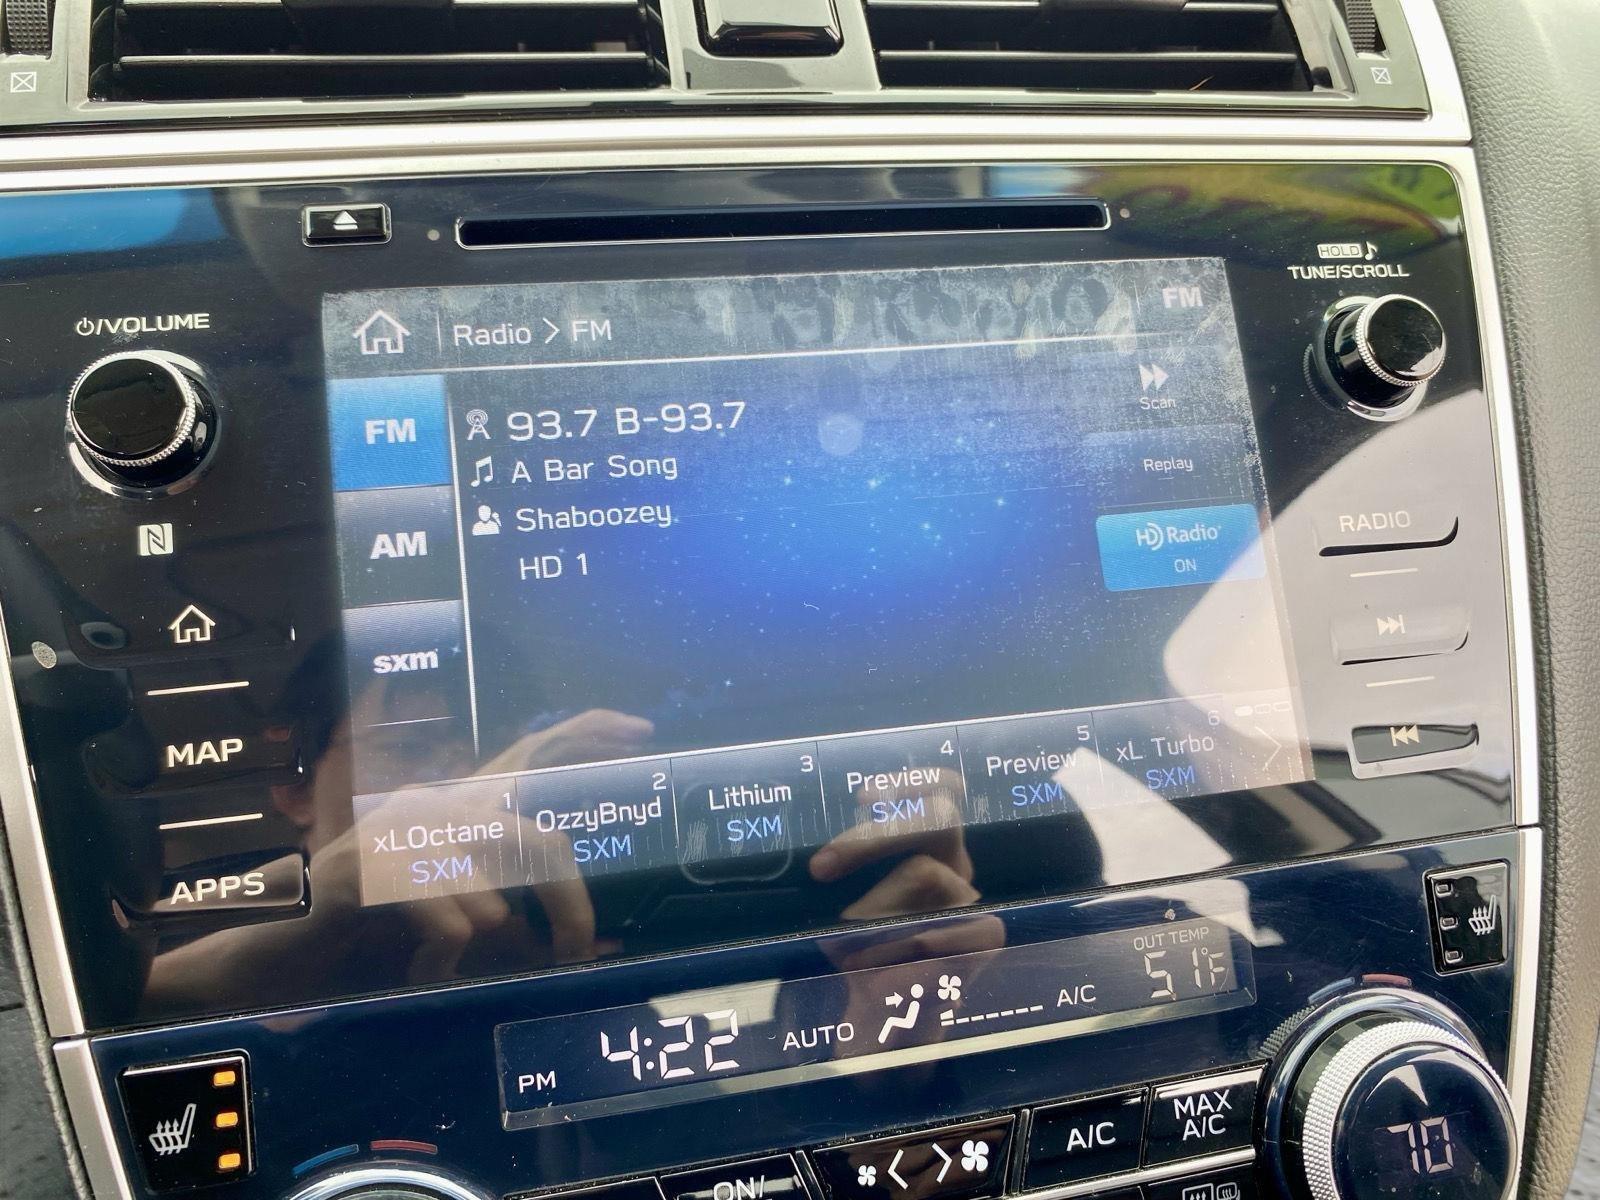 ⏻/VOLUME
HOLD
TUNE/SCROLL
Radio > FM
FM
FM
AM
sxm
93.7 B-93.7
A Bar Song
Shaboozey
HD 1
Scan
Replay
HD Radio
ON
RADIO
MAP
APPS
1
xLOctane
SXM
2
OzzyBnyd
SXM
3
Lithium
SXM
4
Preview
SXM
5
Preview
SXM
6
xL Turbo
SXM
PM 4:22 AUTO A/C
OUT TEMP
51°F
A/C
MAX
A/C
70
ON/